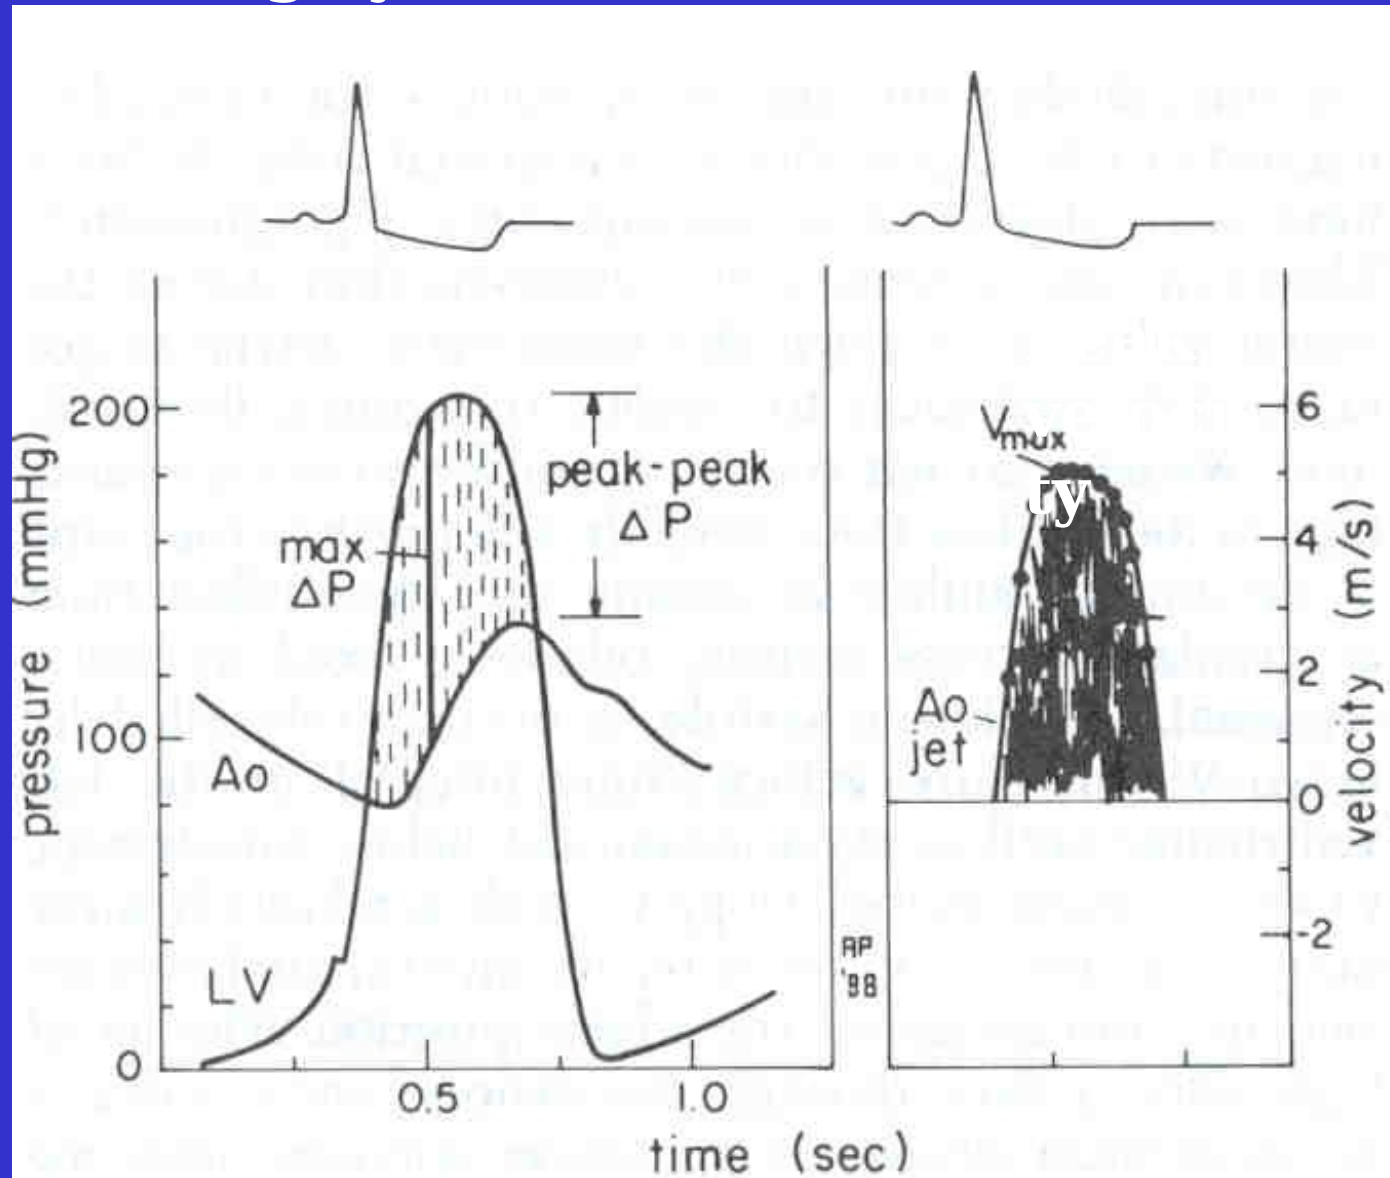 200
100
0
pressure (mmHg)
max
ΔP
peak-peak
ΔP
Ao
LV
0.5
1.0
time (sec)
AP
'98
Vmax
ty
Ao
jet
6
4
2
0
-2
velocity (m/s)